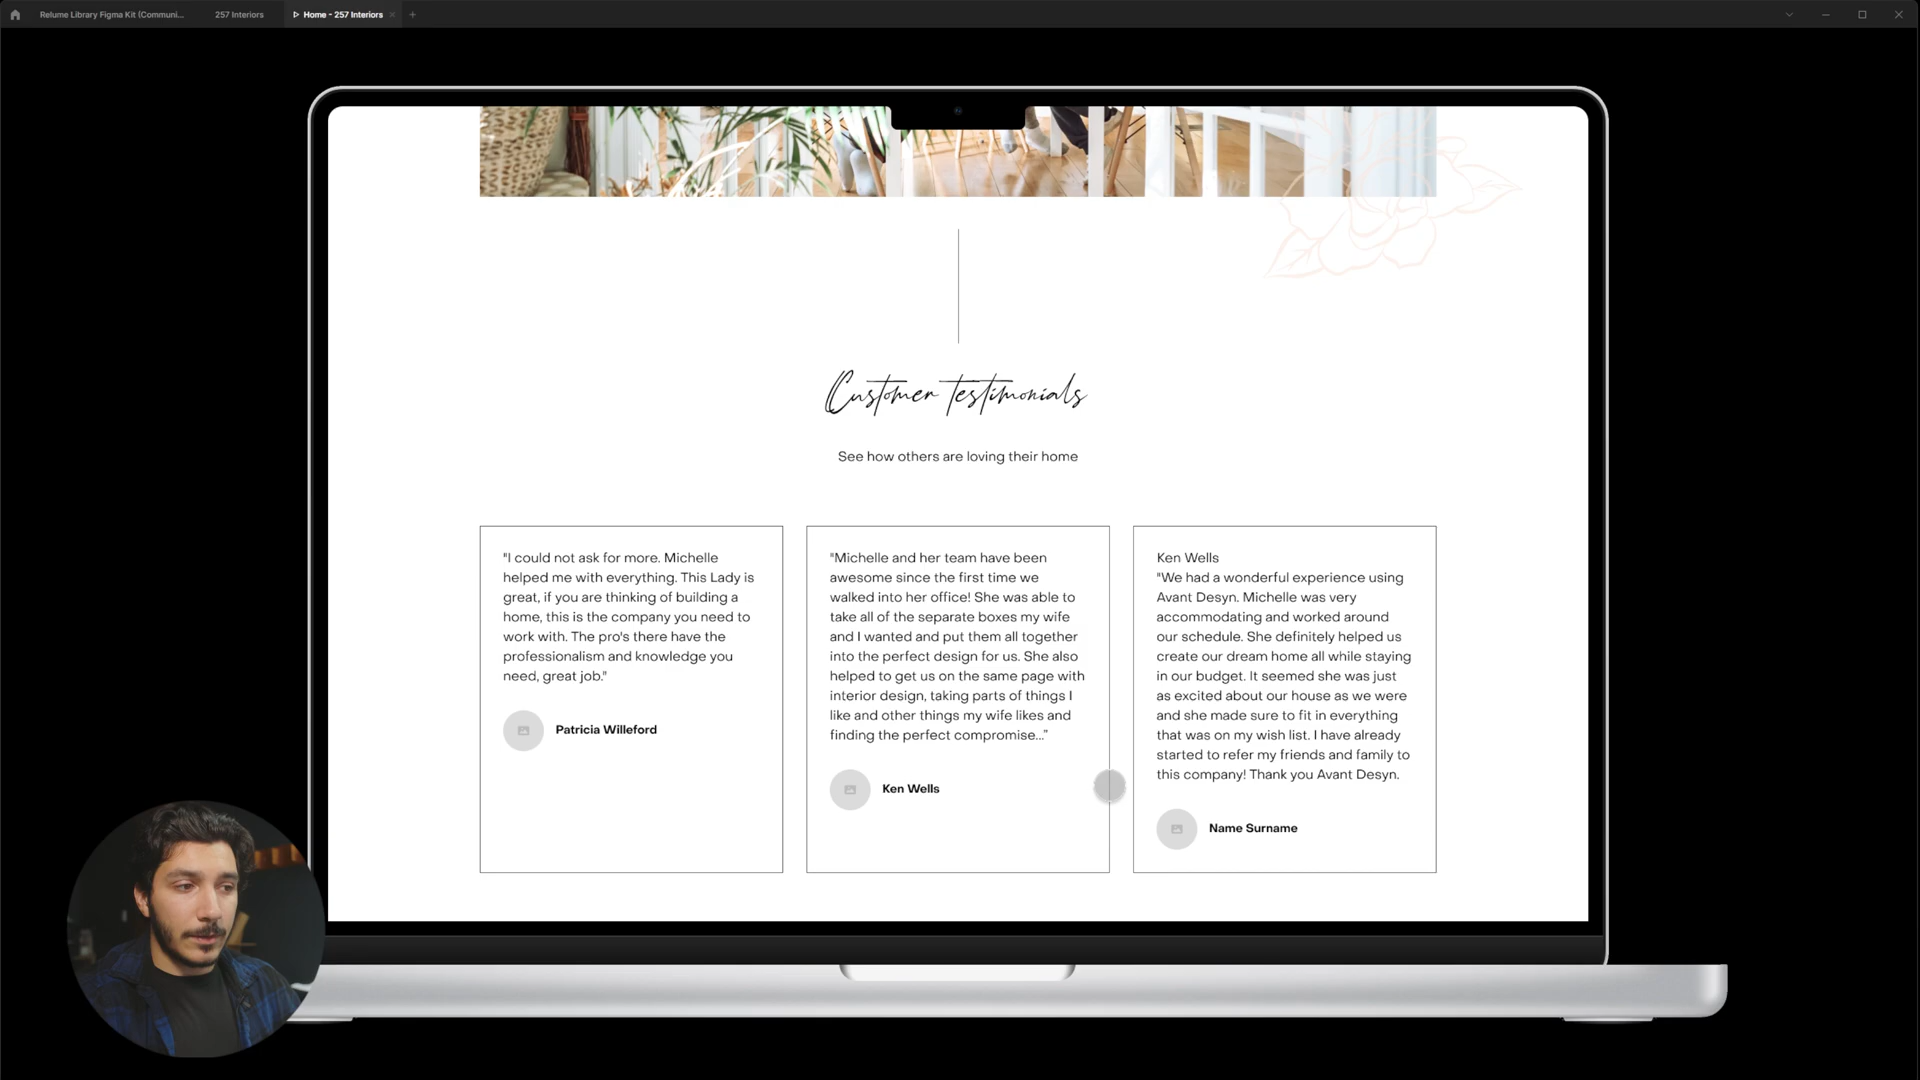 Relume Library Figma Kit (Communi...
257 Interiors
Home - 257 Interiors
Customer testimonials
See how others are loving their home
"I could not ask for more. Michelle
helped me with everything. This Lady is
great, if you are thinking of building a
home, this is the company you need to
work with. The pro's there have the
professionalism and knowledge you
need, great job."
Patricia Willeford
"Michelle and her team have been
awesome since the first time we
walked into her office! She was able to
take all of the separate boxes my wife
and I wanted and put them all together
into the perfect design for us. She also
helped to get us on the same page with
interior design, taking parts of things I
like and other things my wife likes and
finding the perfect compromise..."
Ken Wells
Ken Wells
"We had a wonderful experience using
Avant Desyn. Michelle was very
accommodating and worked around
our schedule. She definitely helped us
create our dream home all while staying
in our budget. It seemed she was just
as excited about our house as we were
and she made sure to fit in everything
that was on my wish list. I have already
started to refer my friends and family to
this company! Thank you Avant Desyn.
Name Surname